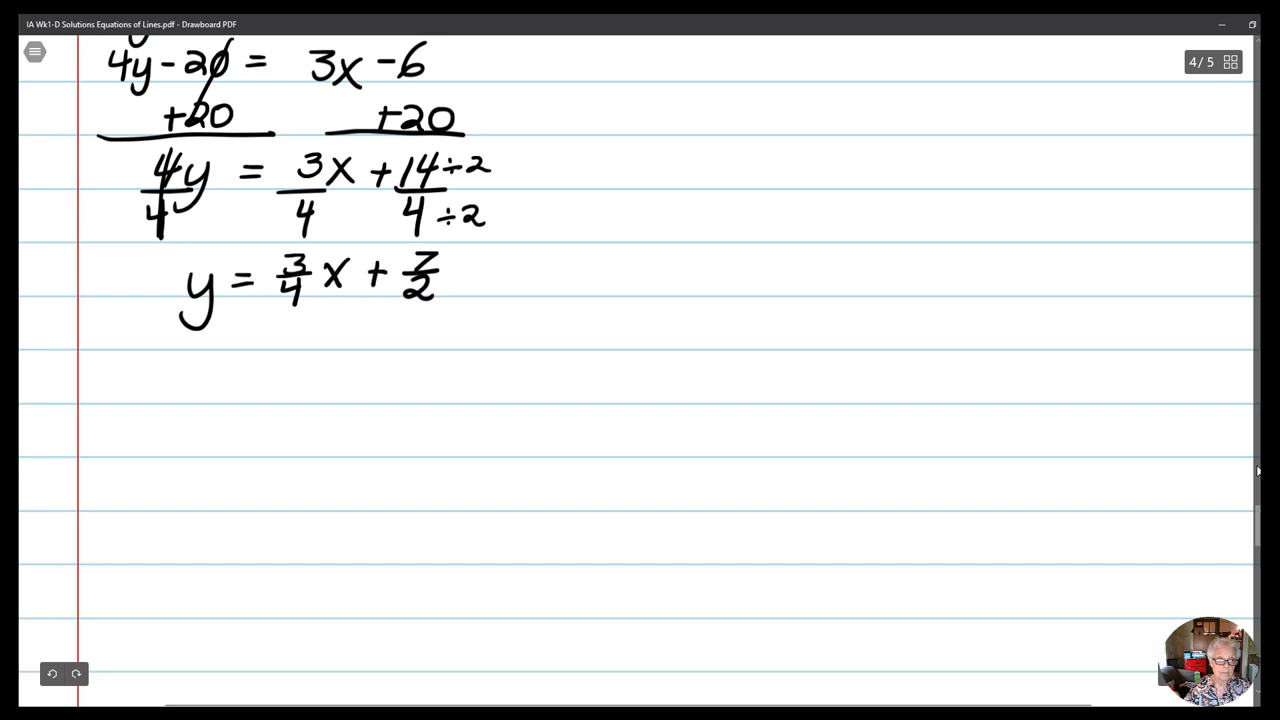 IA Wk1-D Solutions Equations of Lines.pdf - Drawboard PDF
4 / 5
4y - 20 = 3x - 6
+20 +20
4y = 3x + 14 ÷ 2
4 4 4 ÷ 2
y = 3/4 x + 7/2